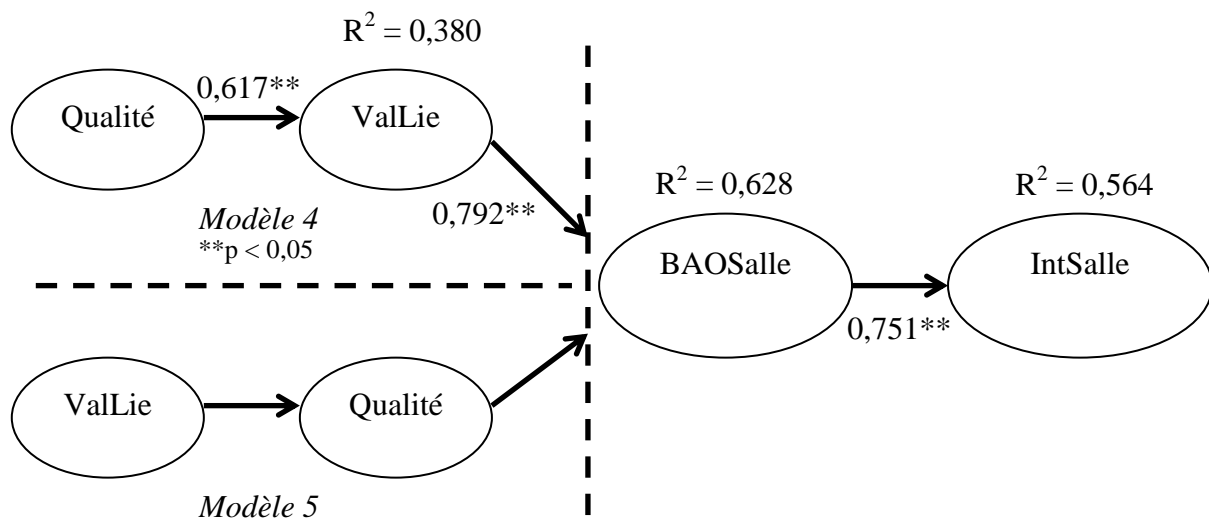 R² = 0,380
0,617**
Qualité
ValLie
R² = 0,628
R² = 0,564
Modèle 4
0,792**
**p < 0,05
BAOSalle
IntSalle
0,751**
ValLie
Qualité
Modèle 5